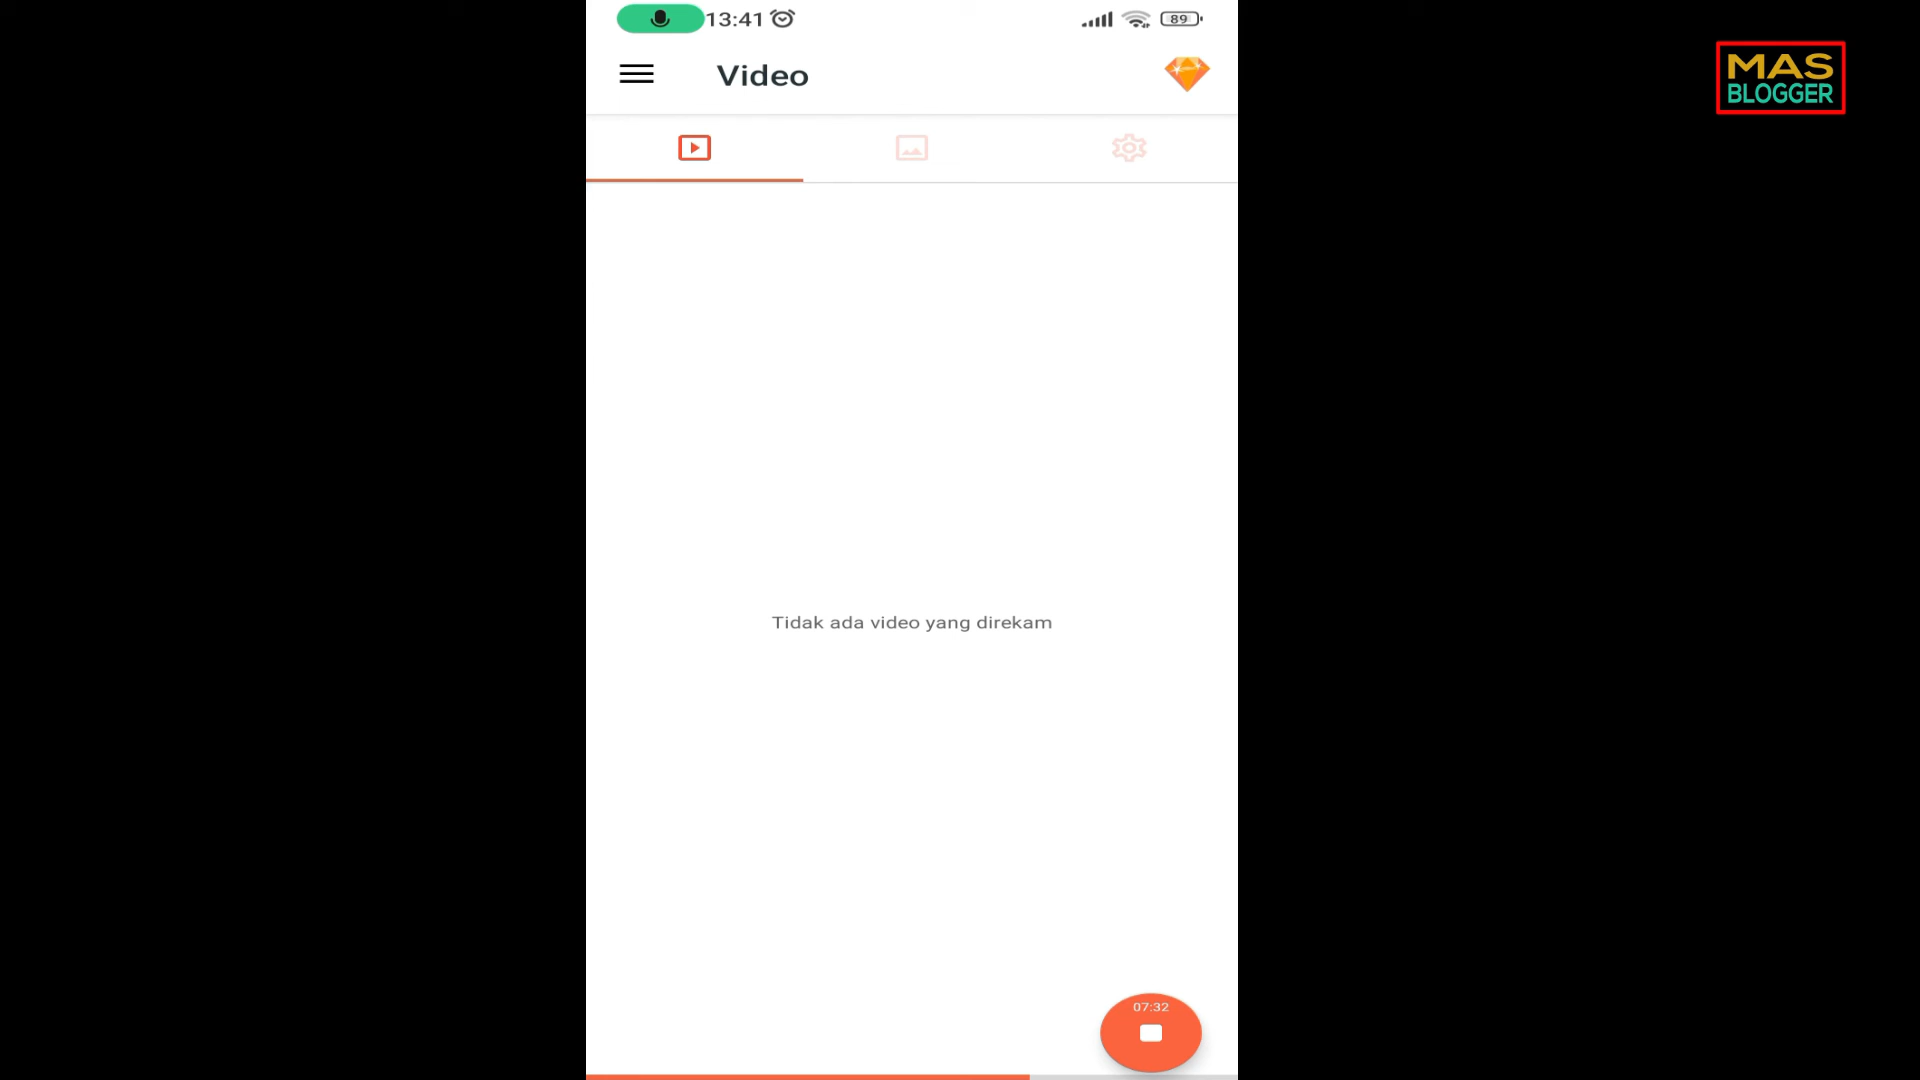 13:41
89
Video
MAS
BLOGGER
Tidak ada video yang direkam
07:32